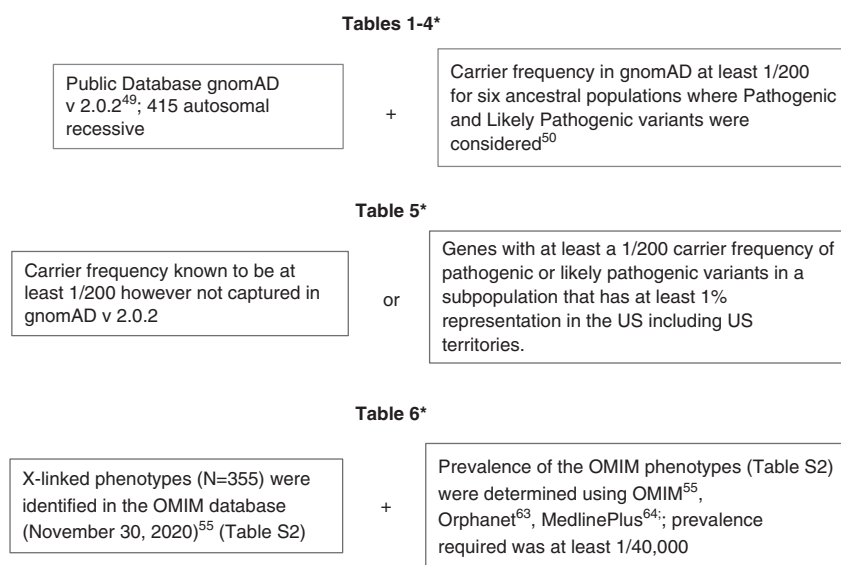 Tables 1-4*
Public Database gnomAD
v 2.0.249; 415 autosomal
recessive
+
Carrier frequency in gnomAD at least 1/200
for six ancestral populations where Pathogenic
and Likely Pathogenic variants were
considered50
Table 5*
Carrier frequency known to be at
least 1/200 however not captured in
gnomAD v 2.0.2
or
Genes with at least a 1/200 carrier frequency of
pathogenic or likely pathogenic variants in a
subpopulation that has at least 1%
representation in the US including US
territories.
Table 6*
X-linked phenotypes (N=355) were
identified in the OMIM database
(November 30, 2020)55 (Table S2)
+
Prevalence of the OMIM phenotypes (Table S2)
were determined using OMIM55,
Orphanet63, MedlinePlus64;; prevalence
required was at least 1/40,000